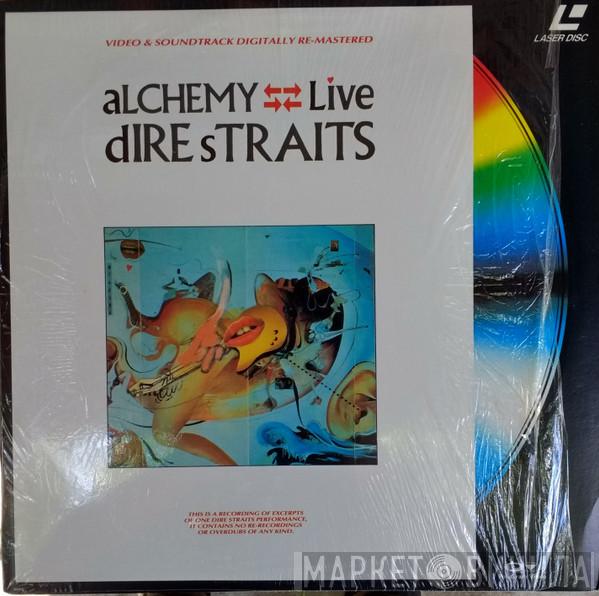 VIDEO & SOUNDTRACK DIGITALLY RE-MASTERED
LASER DISC
aLCHEMY Live
dIRE sTRAITS
THIS IS A RECORDING OF EXCERPTS
OF ONE DIRE STRAITS PERFORMANCE,
IT CONTAINS NO RE-RECORDINGS
OR OVERDUBS OF ANY KIND.